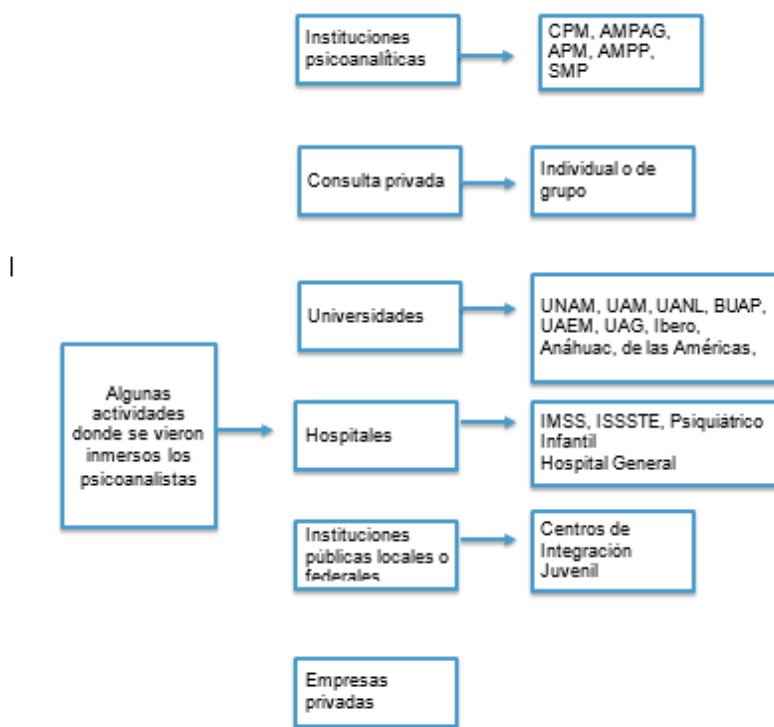 Instituciones
psicoanalíticas
CPM, AMPAG,
APM, AMPP,
SMP
Consulta privada
Individual o de
grupo
|
Universidades
UNAM, UAM, UANL, BUAP,
UAEM, UAG, Ibero,
Anáhuac, de las Américas,
Algunas
actividades
donde se vieron
inmersos los
psicoanalistas
Hospitales
IMSS, ISSSTE, Psiquiátrico
Infantil
Hospital General
Instituciones
públicas locales o
federales
Centros de
Integración
Juvenil
Empresas
privadas